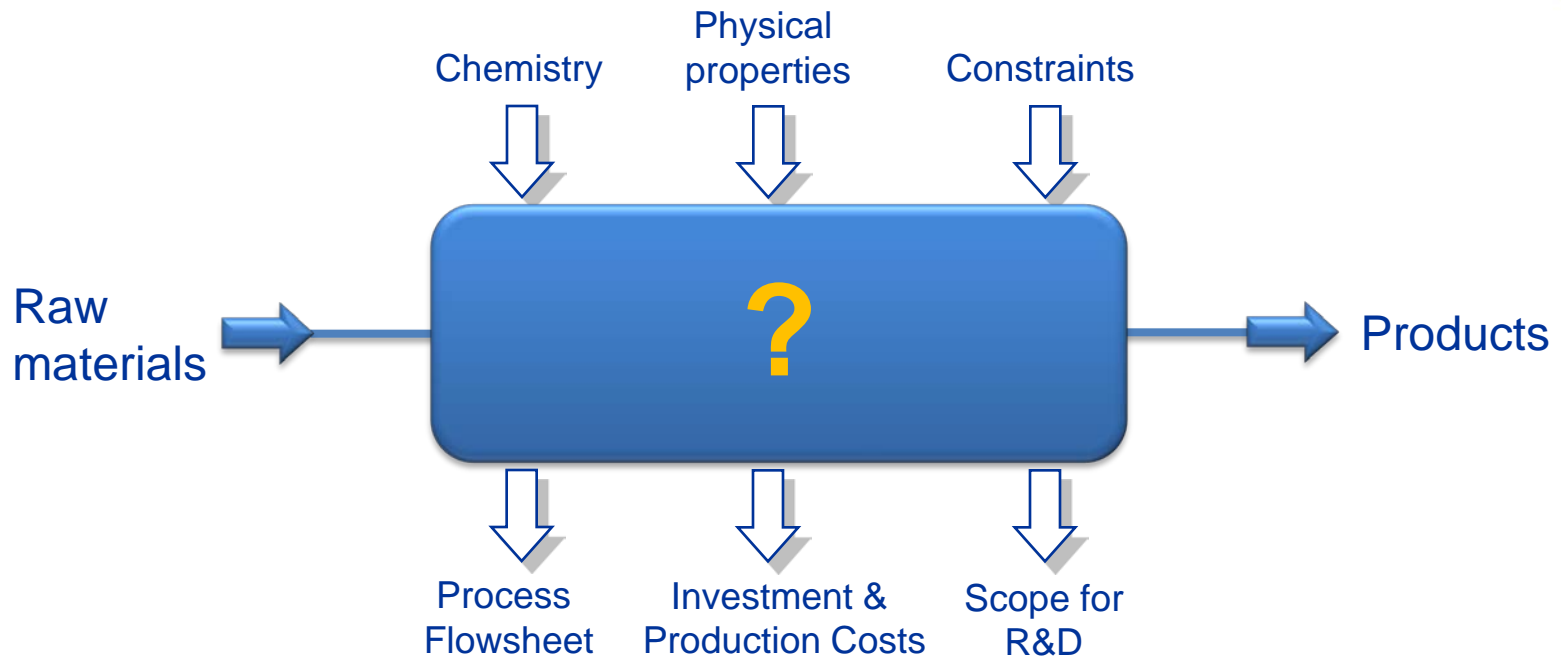 Chemistry
Physical
properties
Constraints
Raw
materials
?
Products
Process
Flowsheet
Investment &
Production Costs
Scope for
R&D